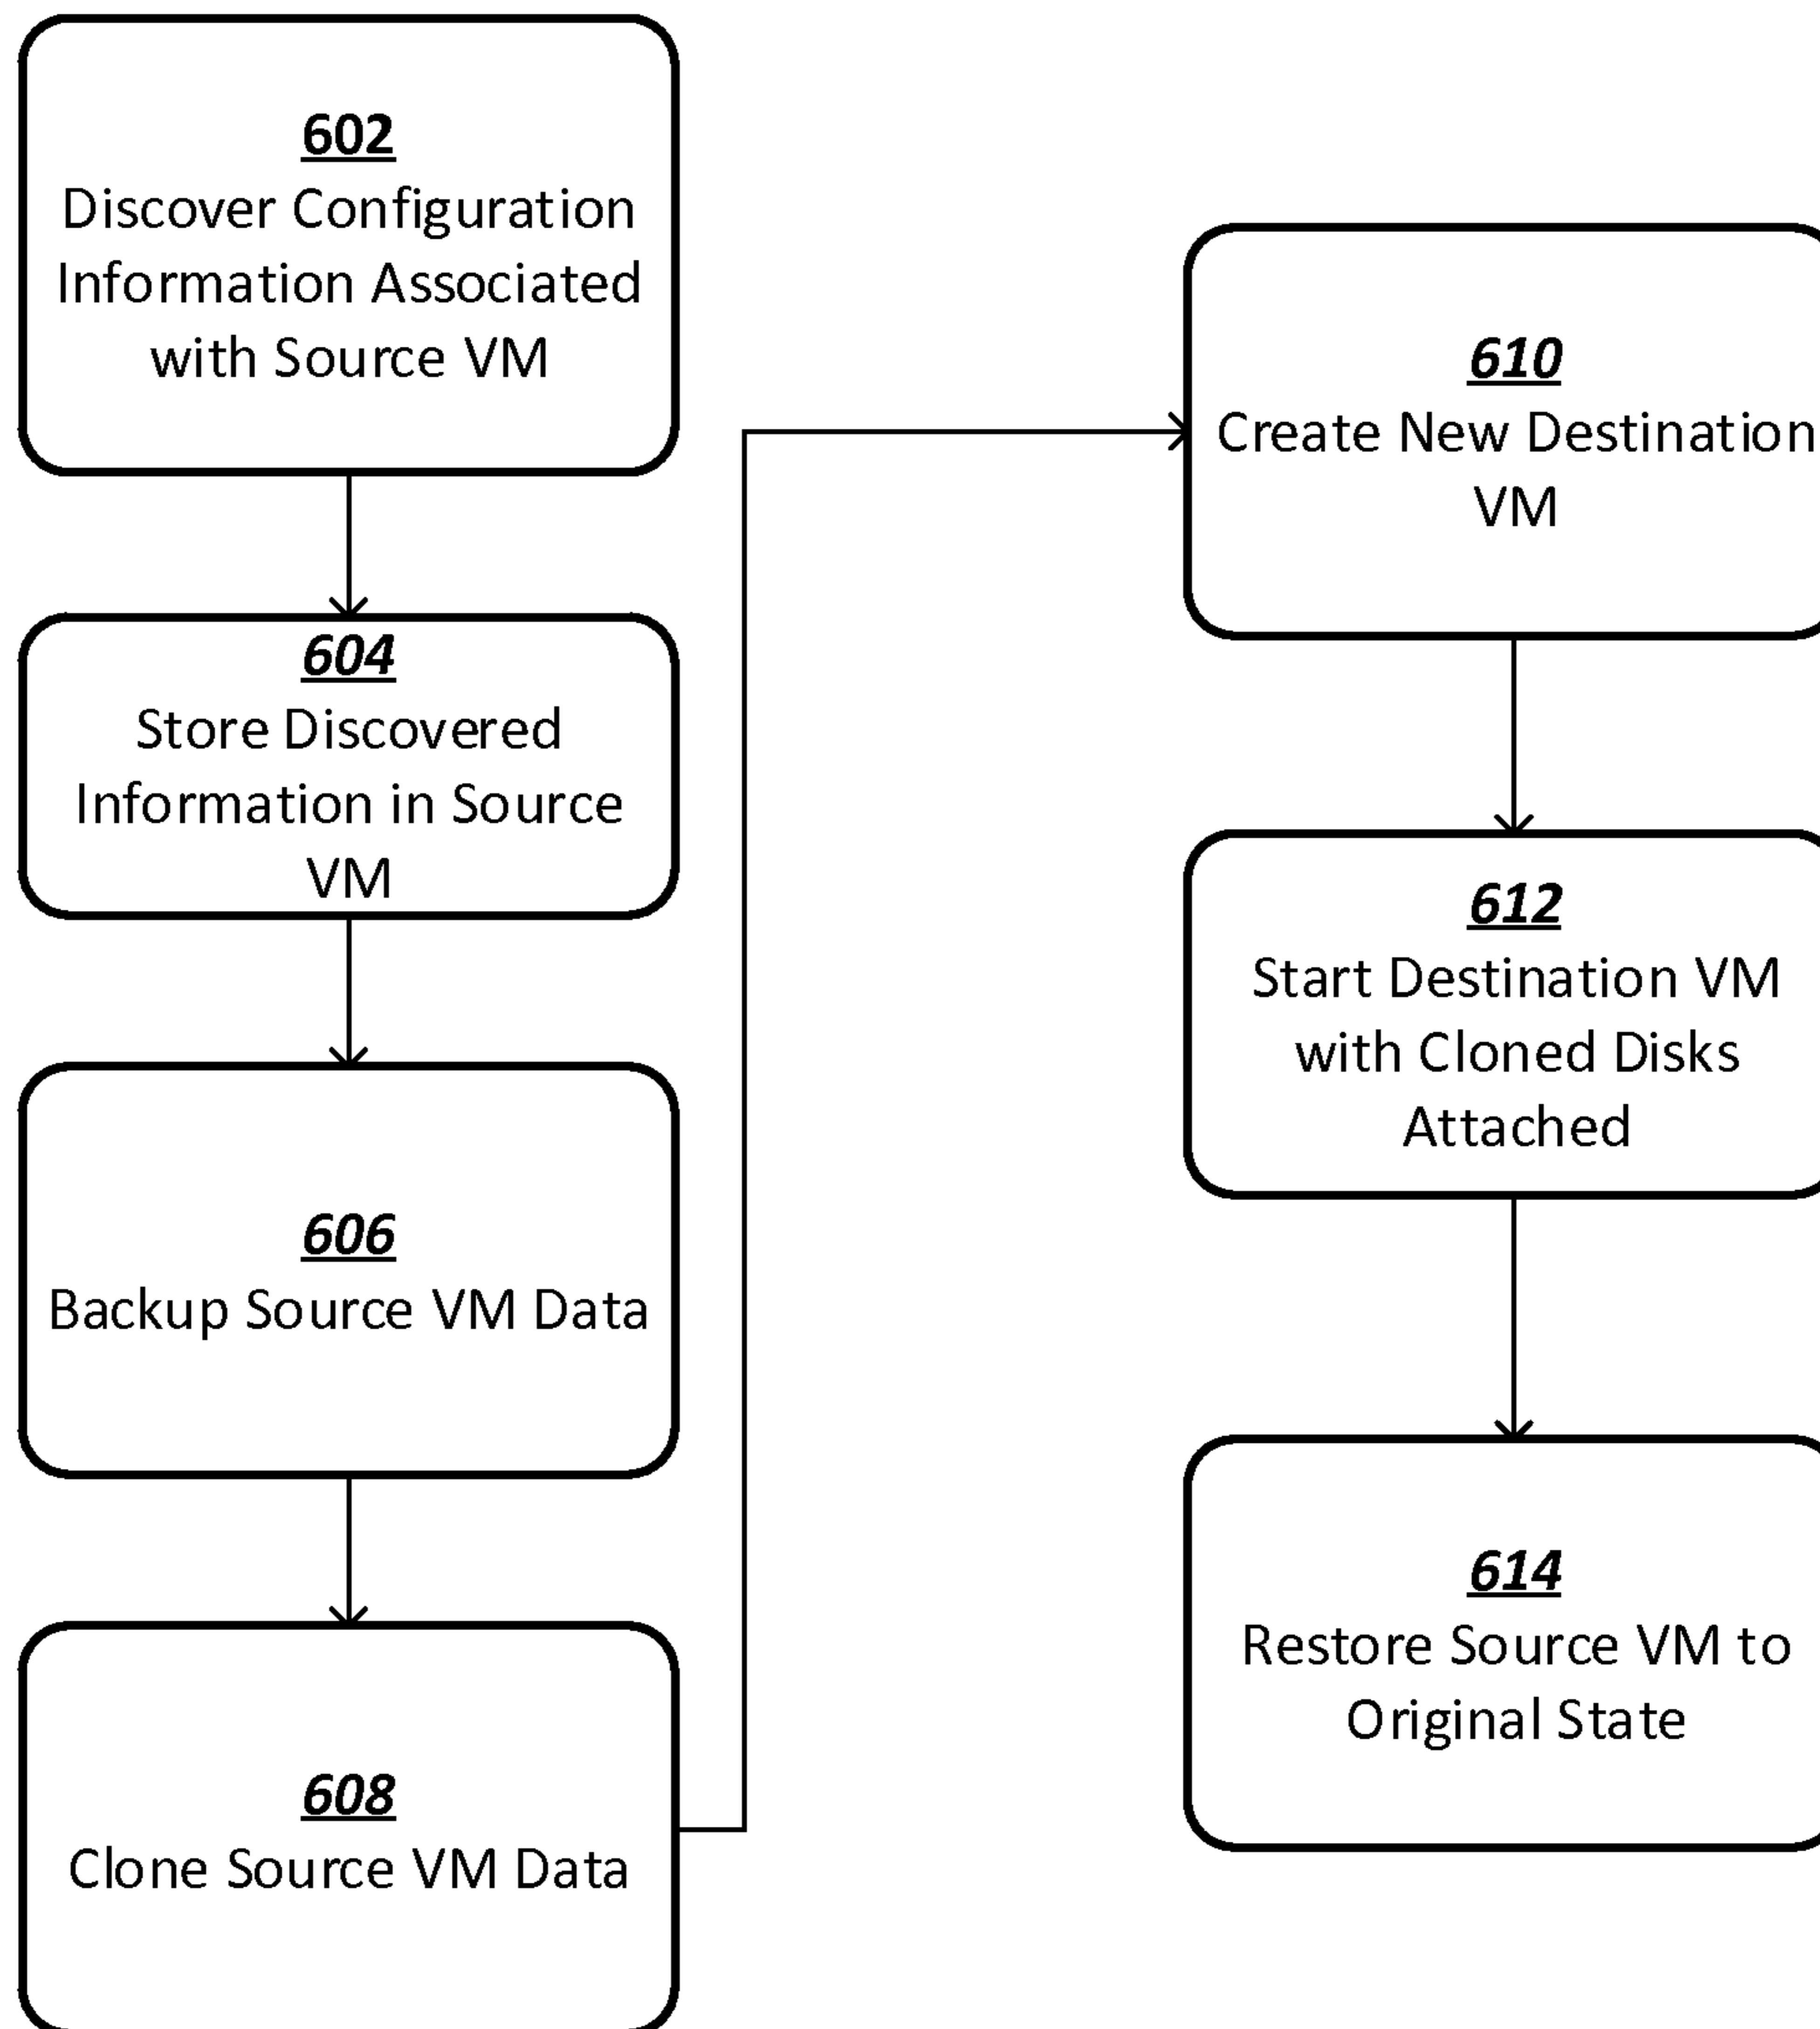 602
Discover Configuration
Information Associated
with Source VM
604
Store Discovered
Information in Source
VM
606
Backup Source VM Data
608
Clone Source VM Data
610
Create New Destination
VM
612
Start Destination VM
with Cloned Disks
Attached
614
Restore Source VM to
Original State